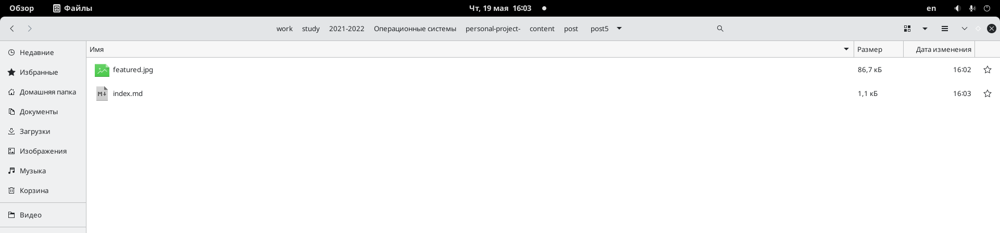 Обзор Файлы Чт, 19 мая 16:03 en
work study 2021-2022 Операционные системы personal-project- content post post5
Имя Размер Дата изменения
Недавние
Избранные
Домашняя папка
Документы
Загрузки
Изображения
Музыка
Корзина
Видео
featured.jpg 86,7 кБ 16:02
M index.md 1,1 кБ 16:03